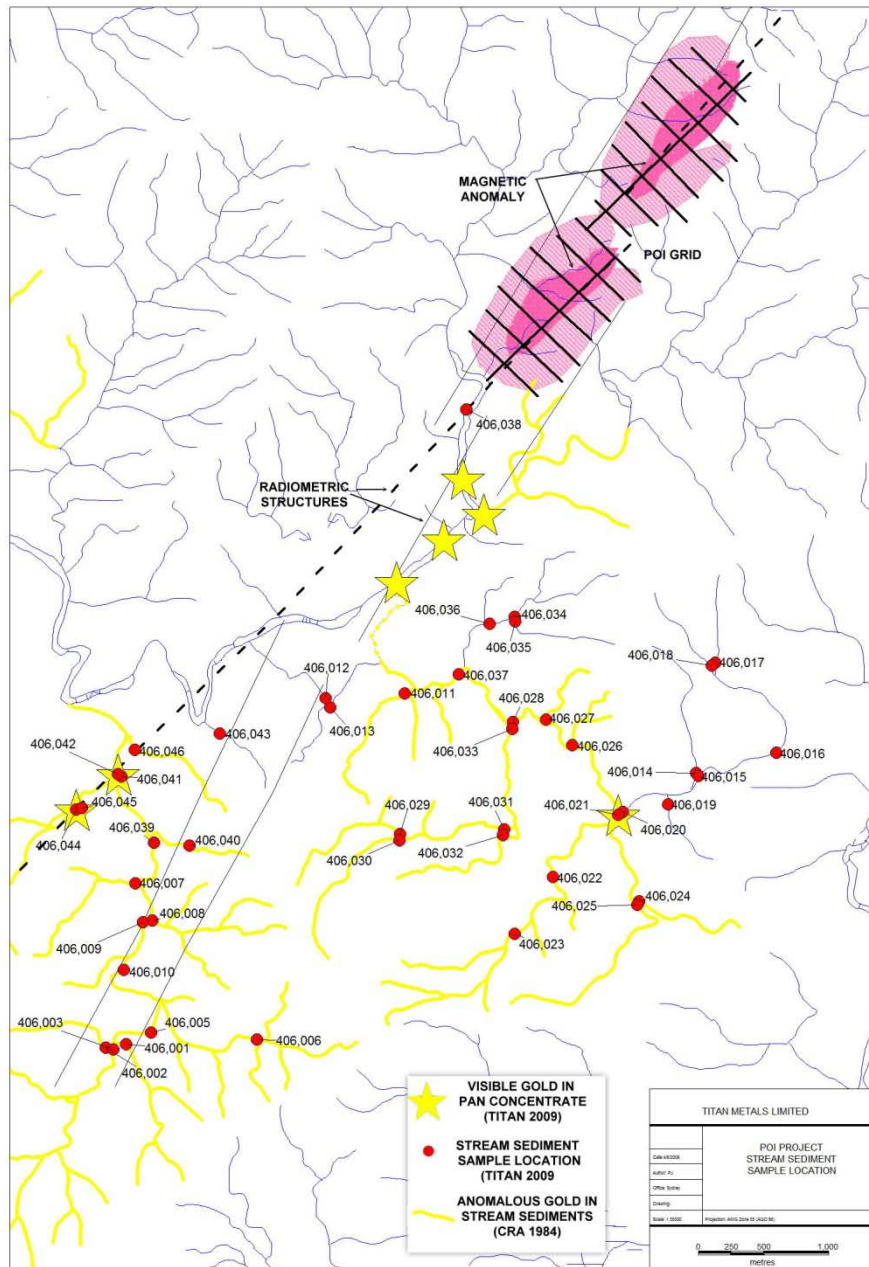 MAGNETIC
ANOMALY
POI GRID
406,038
RADIOMETRIC
STRUCTURES
406,036
406,034
406,035
406,018
406,017
406,012
406,037
406,011
406,028
406,027
406,013
406,043
406,033
406,026
406,016
406,042
406,046
406,014
406,015
406,041
406,045
406,021
406,019
406,020
406,044
406,039
406,040
406,029
406,031
406,030
406,032
406,007
406,022
406,008
406,024
406,025
406,009
406,023
406,010
406,003
406,005
406,006
406,001
406,002
VISIBLE GOLD IN
PAN CONCENTRATE
(TITAN 2009)
STREAM SEDIMENT
SAMPLE LOCATION
(TITAN 2009
ANOMALOUS GOLD IN
STREAM SEDIMENTS
(CRA 1984)
TITAN METALS LIMITED
POI PROJECT
STREAM SEDIMENT
SAMPLE LOCATION
Author: PJ
Office: Sydney
Drawing:
0 250 500 1,000
metres